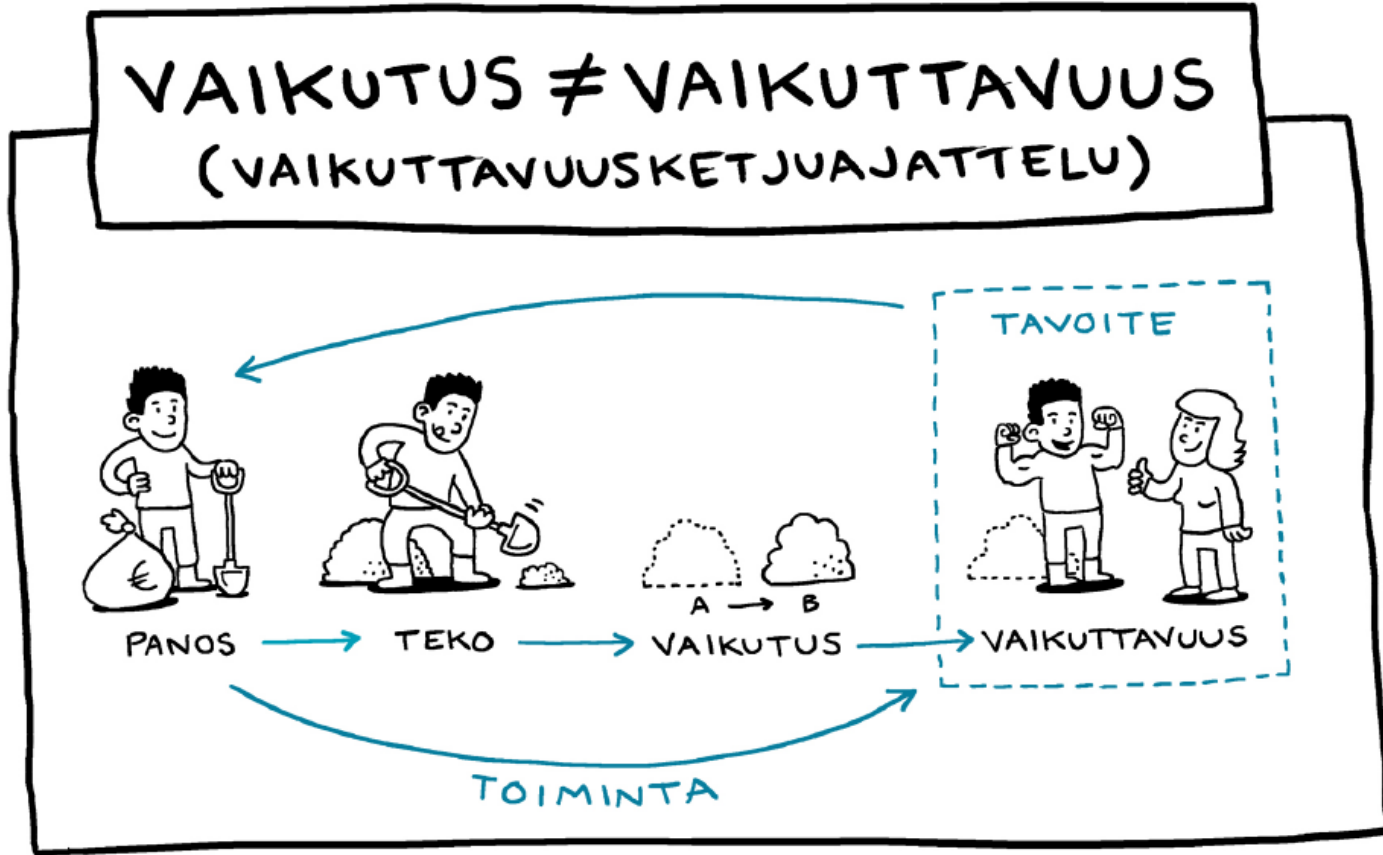 VAIKUTUS ≠ VAIKUTTAVUUS
(VAIKUTTAVUUSKETJUAJATTELU)
TAVOITE
€
A → B
PANOS → TEKO → VAIKUTUS → VAIKUTTAVUUS
TOIMINTA